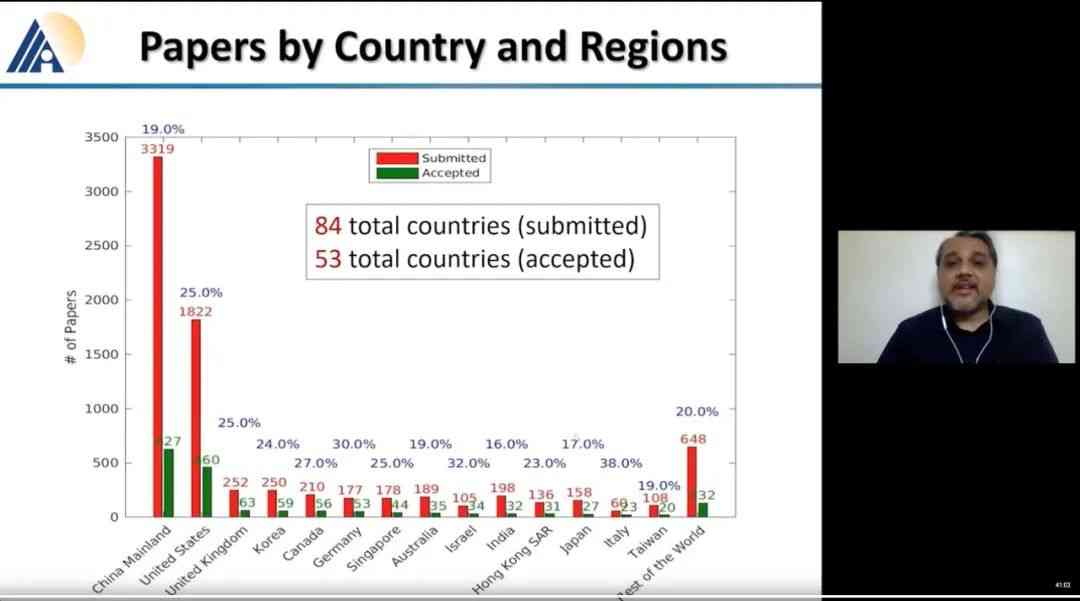 Papers by Country and Regions
19.0%
3500
3319
Submitted
Accepted
3000
84 total countries (submitted)
53 total countries (accepted)
2500
25.0%
2000
1822
# of Papers
1500
1000
25.0%
20.0%
24.0% 30.0% 19.0% 16.0% 17.0%
27.0% 25.0% 32.0% 23.0% 38.0%
19.0%
500
627 460 648
252 63 250 59 210 56 177 53 178 44 189 35 105 34 198 32 136 31 158 27 60 23 108 20 132
0
China Mainland
United States
United Kingdom
Korea
Canada
Germany
Singapore
Australia
Israel
India
Hong Kong SAR
Japan
Italy
Taiwan
Rest of the World
41:03